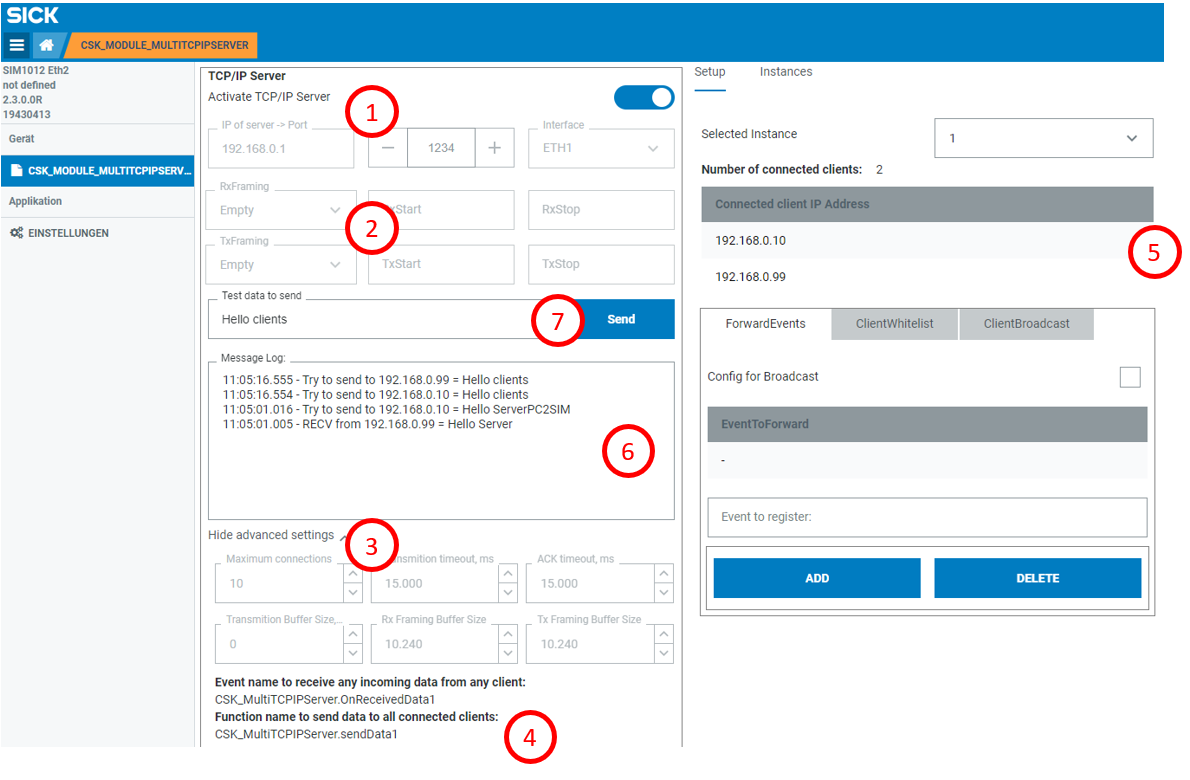 SICK
CSK_MODULE_MULTITCPIPSERVER
SIM1012 Eth2
not defined
2.3.0.0R
19430413
Gerät
CSK_MODULE_MULTITCPIPSERV...
Applikation
EINSTELLUNGEN
TCP/IP Server
Activate TCP/IP Server
1
IP of server -> Port
192.168.0.1
1234
Interface
ETH1
RxFraming
Empty
RxStop
2
TxFraming
Empty
TxStart
TxStop
Test data to send
Hello clients
7
Send
Message Log:
11:05:16.555 - Try to send to 192.168.0.99 = Hello clients
11:05:16.554 - Try to send to 192.168.0.10 = Hello clients
11:05:01.016 - Try to send to 192.168.0.10 = Hello ServerPC2SIM
11:05:01.005 - RECV from 192.168.0.99 = Hello Server
6
Hide advanced settings
3
Maximum connections
10
timeout, ms
15.000
ACK timeout, ms
15.000
Transmition Buffer Size,...
0
Rx Framing Buffer Size
10.240
Tx Framing Buffer Size
10.240
Event name to receive any incoming data from any client:
CSK_MultiTCPIPServer.OnReceivedData1
Function name to send data to all connected clients:
CSK_MultiTCPIPServer.sendData1
4
Setup
Instances
Selected Instance
1
Number of connected clients: 2
Connected client IP Address
192.168.0.10
192.168.0.99
5
ForwardEvents
ClientWhitelist
ClientBroadcast
Config for Broadcast
EventToForward
-
Event to register:
ADD
DELETE